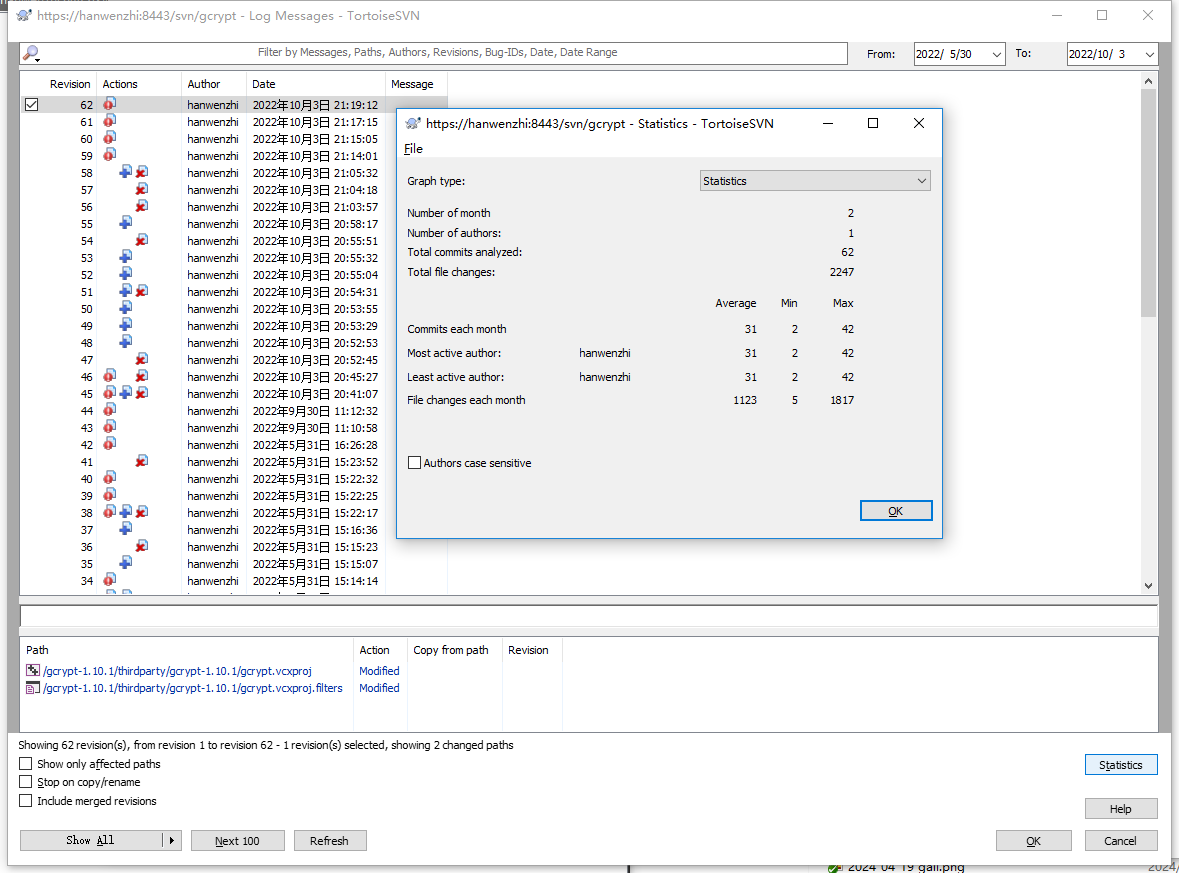 https://hanwenzhi:8443/svn/gcrypt - Log Messages - TortoiseSVN
Filter by Messages, Paths, Authors, Revisions, Bug-IDs, Date, Date Range
From: 2022/ 5/30 To: 2022/10/ 3
Revision Actions Author Date Message
62 hanwenzhi 2022年10月3日 21:19:12
61 hanwenzhi 2022年10月3日 21:17:15
60 hanwenzhi 2022年10月3日 21:15:05
59 hanwenzhi 2022年10月3日 21:14:01
58 hanwenzhi 2022年10月3日 21:05:32
57 hanwenzhi 2022年10月3日 21:04:18
56 hanwenzhi 2022年10月3日 21:03:57
55 hanwenzhi 2022年10月3日 20:58:17
54 hanwenzhi 2022年10月3日 20:55:51
53 hanwenzhi 2022年10月3日 20:55:32
52 hanwenzhi 2022年10月3日 20:55:04
51 hanwenzhi 2022年10月3日 20:54:31
50 hanwenzhi 2022年10月3日 20:53:55
49 hanwenzhi 2022年10月3日 20:53:29
48 hanwenzhi 2022年10月3日 20:52:53
47 hanwenzhi 2022年10月3日 20:52:45
46 hanwenzhi 2022年10月3日 20:45:27
45 hanwenzhi 2022年10月3日 20:41:07
44 hanwenzhi 2022年9月30日 11:12:32
43 hanwenzhi 2022年9月30日 11:10:58
42 hanwenzhi 2022年5月31日 16:26:28
41 hanwenzhi 2022年5月31日 15:23:52
40 hanwenzhi 2022年5月31日 15:22:32
39 hanwenzhi 2022年5月31日 15:22:25
38 hanwenzhi 2022年5月31日 15:22:17
37 hanwenzhi 2022年5月31日 15:16:36
36 hanwenzhi 2022年5月31日 15:15:23
35 hanwenzhi 2022年5月31日 15:15:07
34 hanwenzhi 2022年5月31日 15:14:14
https://hanwenzhi:8443/svn/gcrypt - Statistics - TortoiseSVN
File
Graph type: Statistics
Number of month 2
Number of authors: 1
Total commits analyzed: 62
Total file changes: 2247
Average Min Max
Commits each month 31 2 42
Most active author: hanwenzhi 31 2 42
Least active author: hanwenzhi 31 2 42
File changes each month 1123 5 1817
Authors case sensitive
OK
Path Action Copy from path Revision
/gcrypt-1.10.1/thirdparty/gcrypt-1.10.1/gcrypt.vcxproj Modified
/gcrypt-1.10.1/thirdparty/gcrypt-1.10.1/gcrypt.vcxproj.filters Modified
Showing 62 revision(s), from revision 1 to revision 62 - 1 revision(s) selected, showing 2 changed paths
Show only affected paths
Statistics
Stop on copy/rename
Include merged revisions
Help
Show All Next 100 Refresh OK Cancel